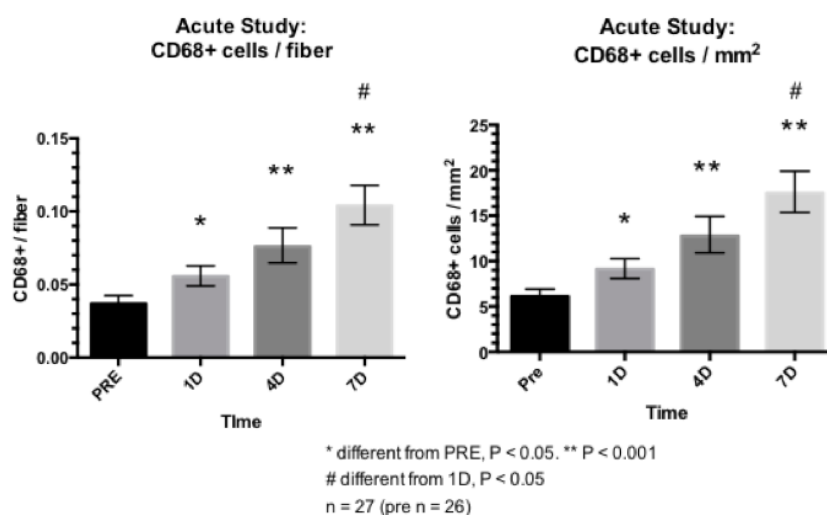 Acute Study:
CD68+ cells / fiber
#
**
**
*
0.15
0.10
0.05
0.00
CD68+ / fiber
PRE
1D
4D
7D
TIme
Acute Study:
CD68+ cells / mm²
#
**
**
*
25
20
15
10
5
0
CD68+ cells / mm²
Pre
1D
4D
7D
Time
* different from PRE, P < 0.05. ** P < 0.001
# different from 1D, P < 0.05
n = 27 (pre n = 26)